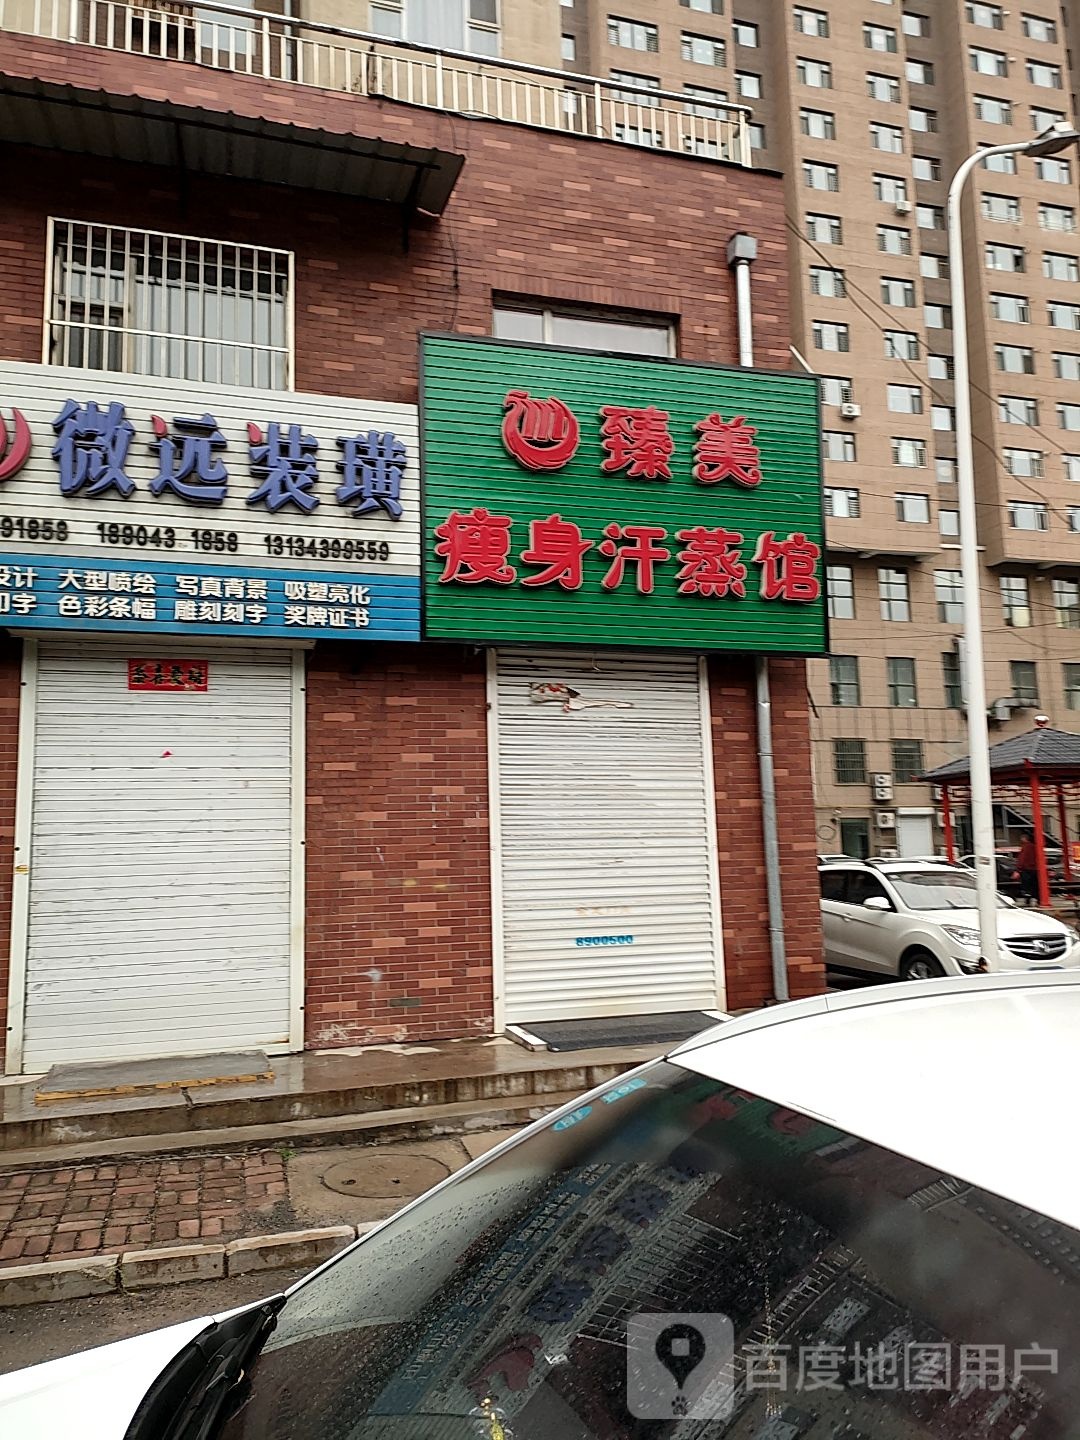 微远装璜
91858 189043 1858 13134399559
设计 大型喷绘 写真背景 吸塑亮化
印字 色彩条幅 雕刻刻字 奖牌证书
臻美
瘦身汗蒸馆
8900500
百度地图用户